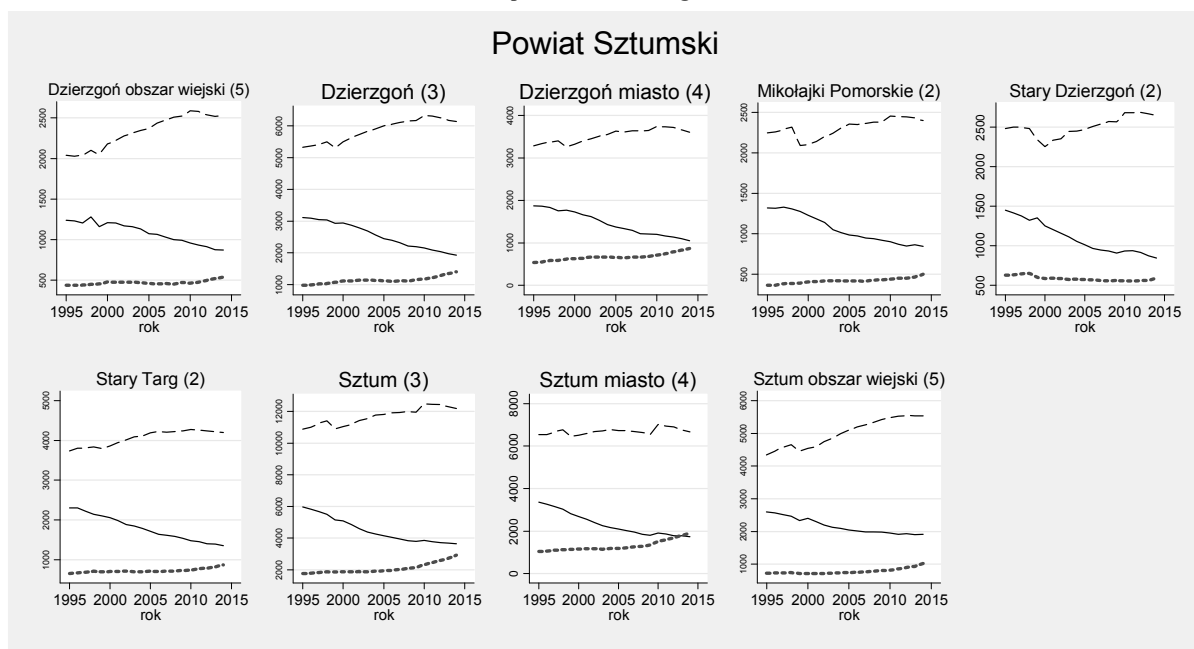 Powiat Sztumski
Dzierzgoń obszar wiejski (5)
500 1000 1500 2000 2500
1995 2000 2005 2010 2015
rok
Dzierzgoń (3)
1000 2000 3000 4000 5000 6000
1995 2000 2005 2010 2015
rok
Dzierzgoń miasto (4)
0 1000 2000 3000 4000
1995 2000 2005 2010 2015
rok
Mikołajki Pomorskie (2)
500 1000 1500 2000 2500
1995 2000 2005 2010 2015
rok
Stary Dzierzgoń (2)
500 1000 1500 2000 2500
1995 2000 2005 2010 2015
rok
Stary Targ (2)
1000 2000 3000 4000 5000
1995 2000 2005 2010 2015
rok
Sztum (3)
2000 4000 6000 8000 10000 12000
1995 2000 2005 2010 2015
rok
Sztum miasto (4)
0 2000 4000 6000 8000
1995 2000 2005 2010 2015
rok
Sztum obszar wiejski (5)
1000 2000 3000 4000 5000 6000
1995 2000 2005 2010 2015
rok